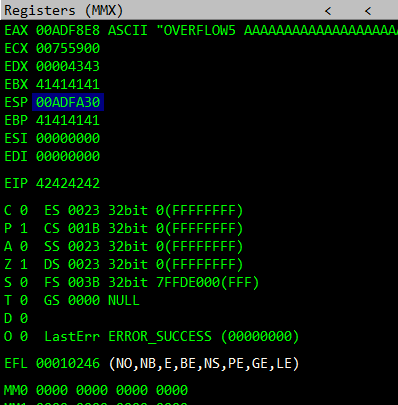 Registers (MMX) < <
EAX 00ADF8E8 ASCII "OVERFLOW5 AAAAAAAAAAAAAAAAAAAA
ECX 00755900
EDX 00004343
EBX 41414141
ESP 00ADFA30
EBP 41414141
ESI 00000000
EDI 00000000
EIP 42424242
C 0 ES 0023 32bit 0(FFFFFFFF)
P 1 CS 001B 32bit 0(FFFFFFFF)
A 0 SS 0023 32bit 0(FFFFFFFF)
Z 1 DS 0023 32bit 0(FFFFFFFF)
S 0 FS 003B 32bit 7FFDE000(FFF)
T 0 GS 0000 NULL
D 0
O 0 LastErr ERROR_SUCCESS (00000000)
EFL 00010246 (NO,NB,E,BE,NS,PE,GE,LE)
MM0 0000 0000 0000 0000